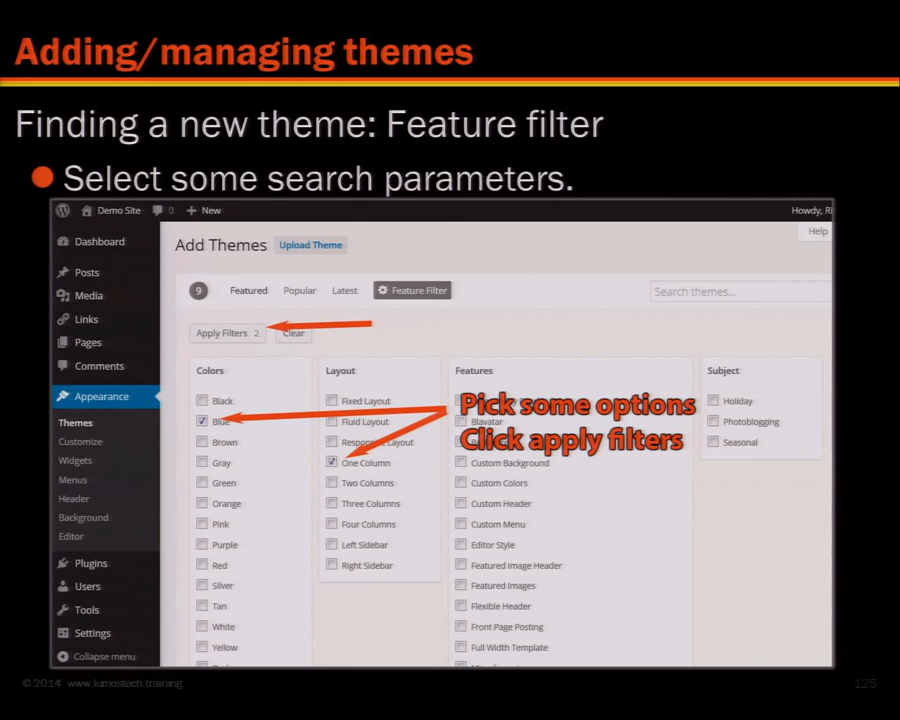 Adding/managing themes
Finding a new theme: Feature filter
Select some search parameters.
Demo Site 0 New Howdy, Ri
Help
Add Themes Upload Theme
9 Featured Popular Latest Feature Filter Search themes...
Apply Filters 2 Clear
Pick some options
Click apply filters
Dashboard
Posts
Media
Links
Pages
Comments
Appearance
Themes
Customize
Widgets
Menus
Header
Background
Editor
Plugins
Users
Tools
Settings
Collapse menu
Colors
Black
Blue
Brown
Gray
Green
Orange
Pink
Purple
Red
Silver
Tan
White
Yellow
Layout
Fixed Layout
Fluid Layout
Responsive Layout
One Column
Two Columns
Three Columns
Four Columns
Left Sidebar
Right Sidebar
Features
Blavatar
Custom Background
Custom Colors
Custom Header
Custom Menu
Editor Style
Featured Image Header
Featured Images
Flexible Header
Front Page Posting
Full Width Template
Subject
Holiday
Photoblogging
Seasonal
© 2014 www.lumostech.training 125